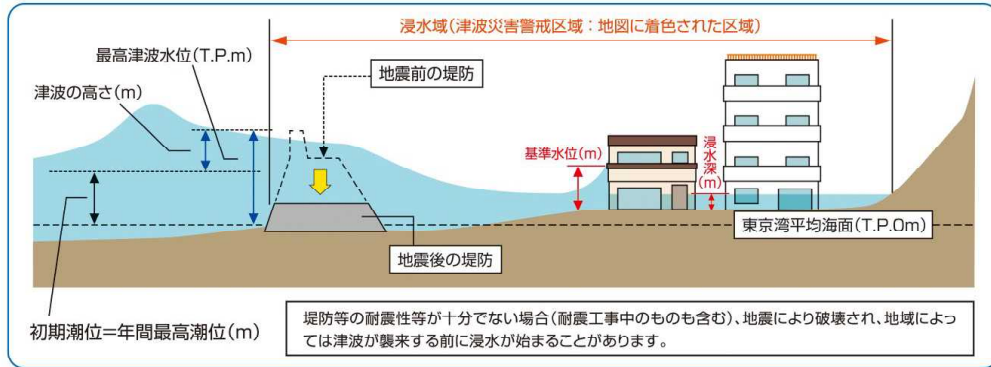 浸水域(津波災害警戒区域：地図に着色された区域)
最高津波水位(T.P.m)
地震前の堤防
津波の高さ(m)
基準水位(m)
浸水深(m)
東京湾平均海面(T.P.0m)
地震後の堤防
初期潮位=年間最高潮位(m)
堤防等の耐震性等が十分でない場合(耐震工事中のものも含む)、地震により破壊され、地域によっ
ては津波が襲来する前に浸水が始まることがあります。